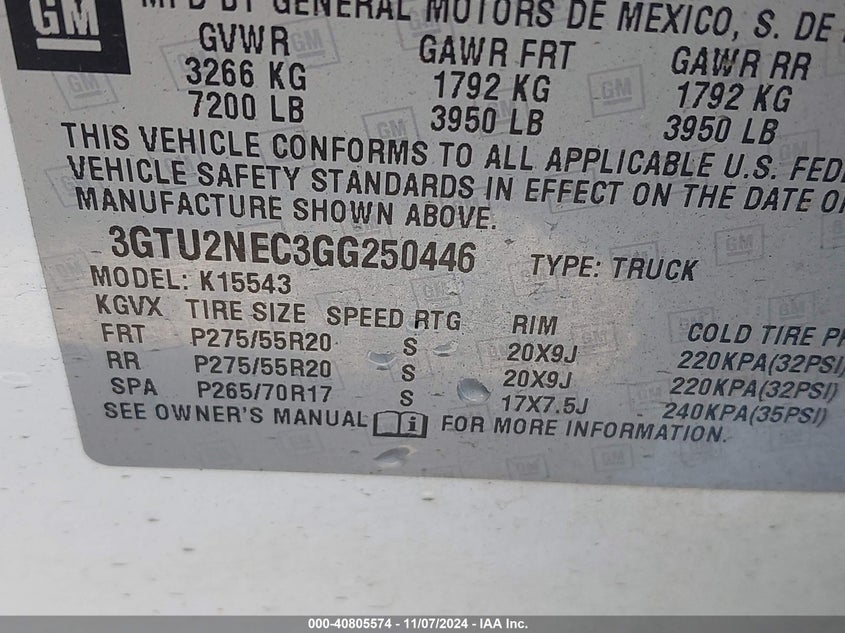 GM
MFD BY GENERAL MOTORS DE MEXICO, S. DE
GVWR GAWR FRT GAWR RR
3266 KG 1792 KG 1792 KG
7200 LB 3950 LB 3950 LB
THIS VEHICLE CONFORMS TO ALL APPLICABLE U.S. FEDE
VEHICLE SAFETY STANDARDS IN EFFECT ON THE DATE OF
MANUFACTURE SHOWN ABOVE.
3GTU2NEC3GG250446 TYPE: TRUCK
MODEL: K15543
KGVX TIRE SIZE SPEED RTG RIM COLD TIRE PR
FRT P275/55R20 S 20X9J 220KPA(32PSI)
RR P275/55R20 S 20X9J 220KPA(32PSI)
SPA P265/70R17 S 17X7.5J 240KPA(35PSI)
SEE OWNER'S MANUAL i FOR MORE INFORMATION.
000-40805574 - 11/07/2024 - IAA Inc.